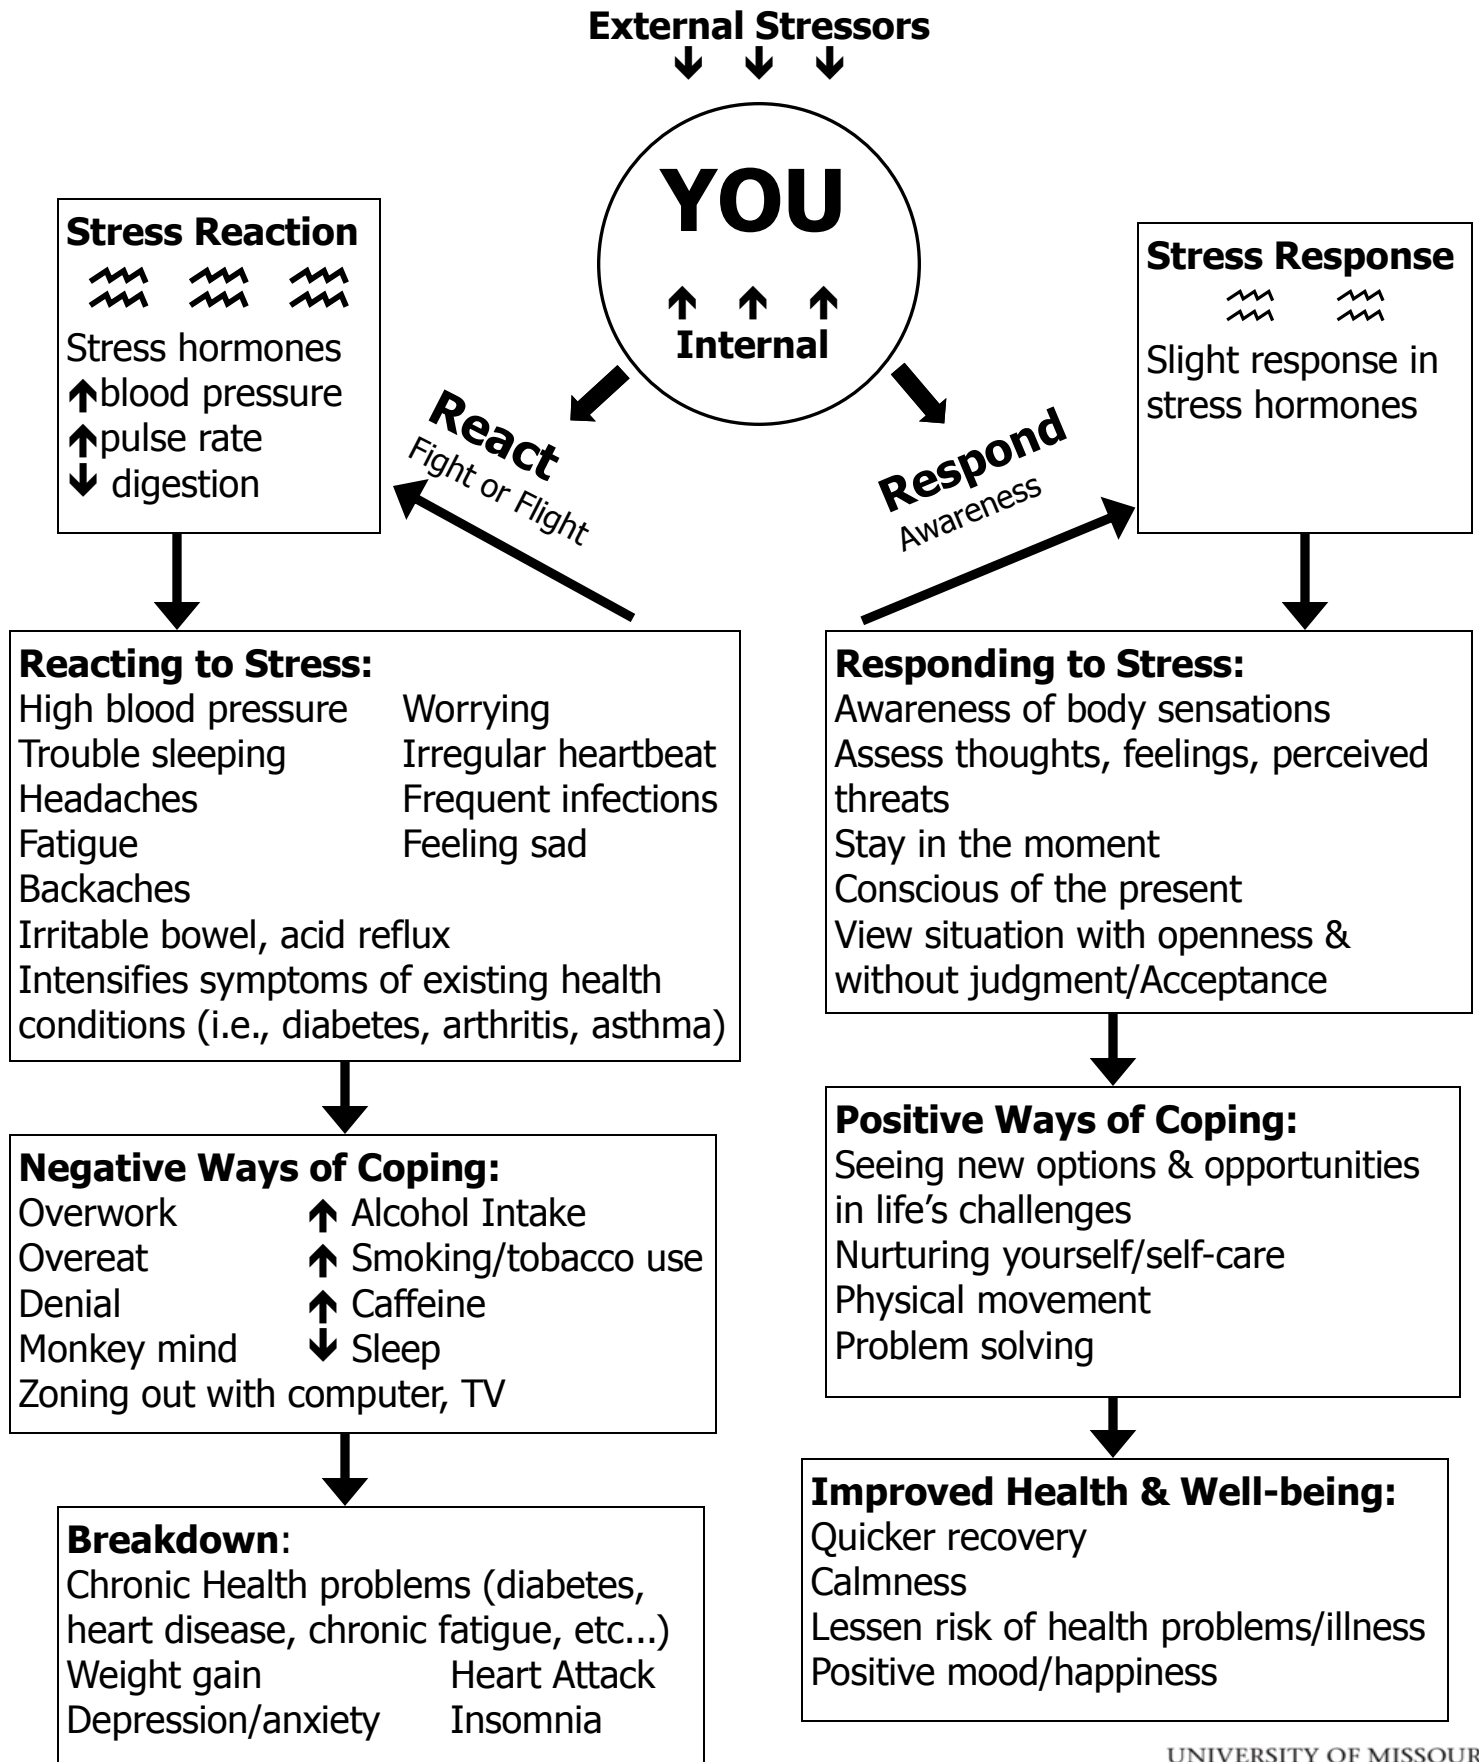 External Stressors
YOU
Internal
React
Fight or Flight
Respond
Awareness
Stress Reaction
Stress hormones
↑blood pressure
↑pulse rate
↓ digestion
Reacting to Stress:
High blood pressure Worrying
Trouble sleeping Irregular heartbeat
Headaches Frequent infections
Fatigue Feeling sad
Backaches
Irritable bowel, acid reflux
Intensifies symptoms of existing health
conditions (i.e., diabetes, arthritis, asthma)
Negative Ways of Coping:
Overwork ↑ Alcohol Intake
Overeat ↑ Smoking/tobacco use
Denial ↑ Caffeine
Monkey mind ↓ Sleep
Zoning out with computer, TV
Breakdown:
Chronic Health problems (diabetes,
heart disease, chronic fatigue, etc...)
Weight gain Heart Attack
Depression/anxiety Insomnia
Stress Response
Slight response in
stress hormones
Responding to Stress:
Awareness of body sensations
Assess thoughts, feelings, perceived
threats
Stay in the moment
Conscious of the present
View situation with openness &
without judgment/Acceptance
Positive Ways of Coping:
Seeing new options & opportunities
in life's challenges
Nurturing yourself/self-care
Physical movement
Problem solving
Improved Health & Well-being:
Quicker recovery
Calmness
Lessen risk of health problems/illness
Positive mood/happiness
UNIVERSITY OF MISSOUR